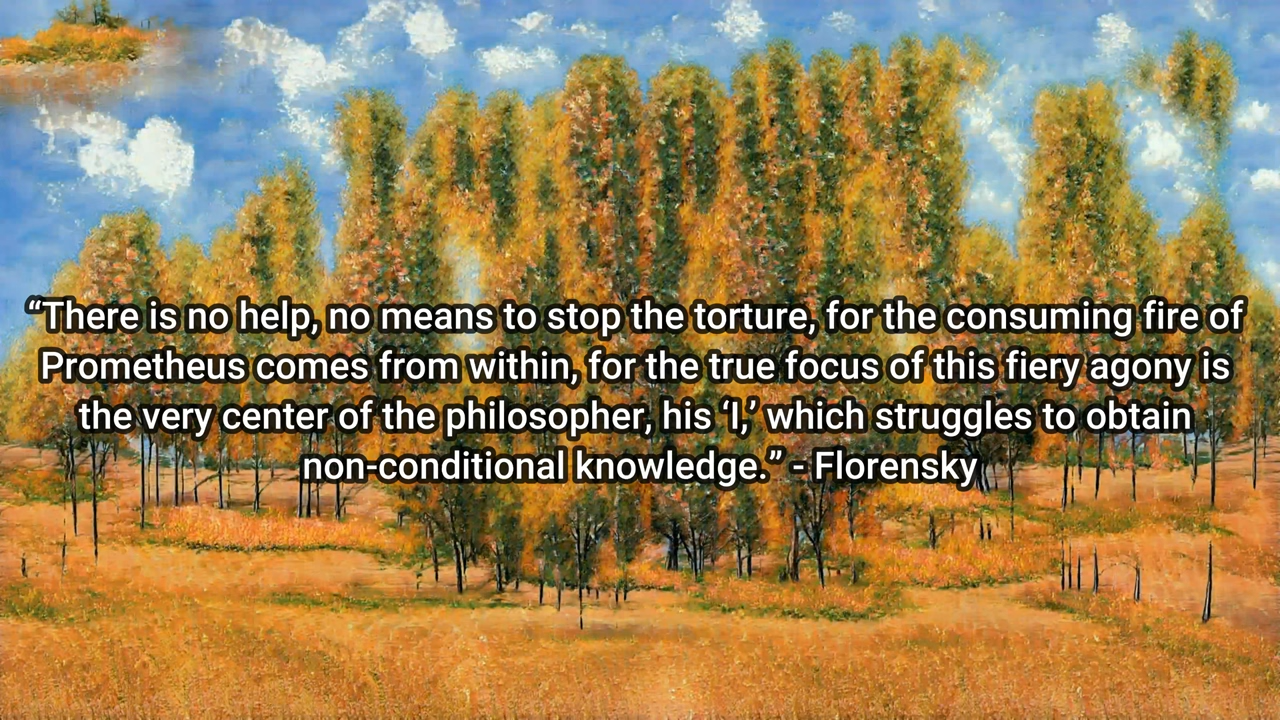 “There is no help, no means to stop the torture, for the consuming fire of
Prometheus comes from within, for the true focus of this fiery agony is
the very center of the philosopher, his ‘I,’ which struggles to obtain
non-conditional knowledge.” - Florensky